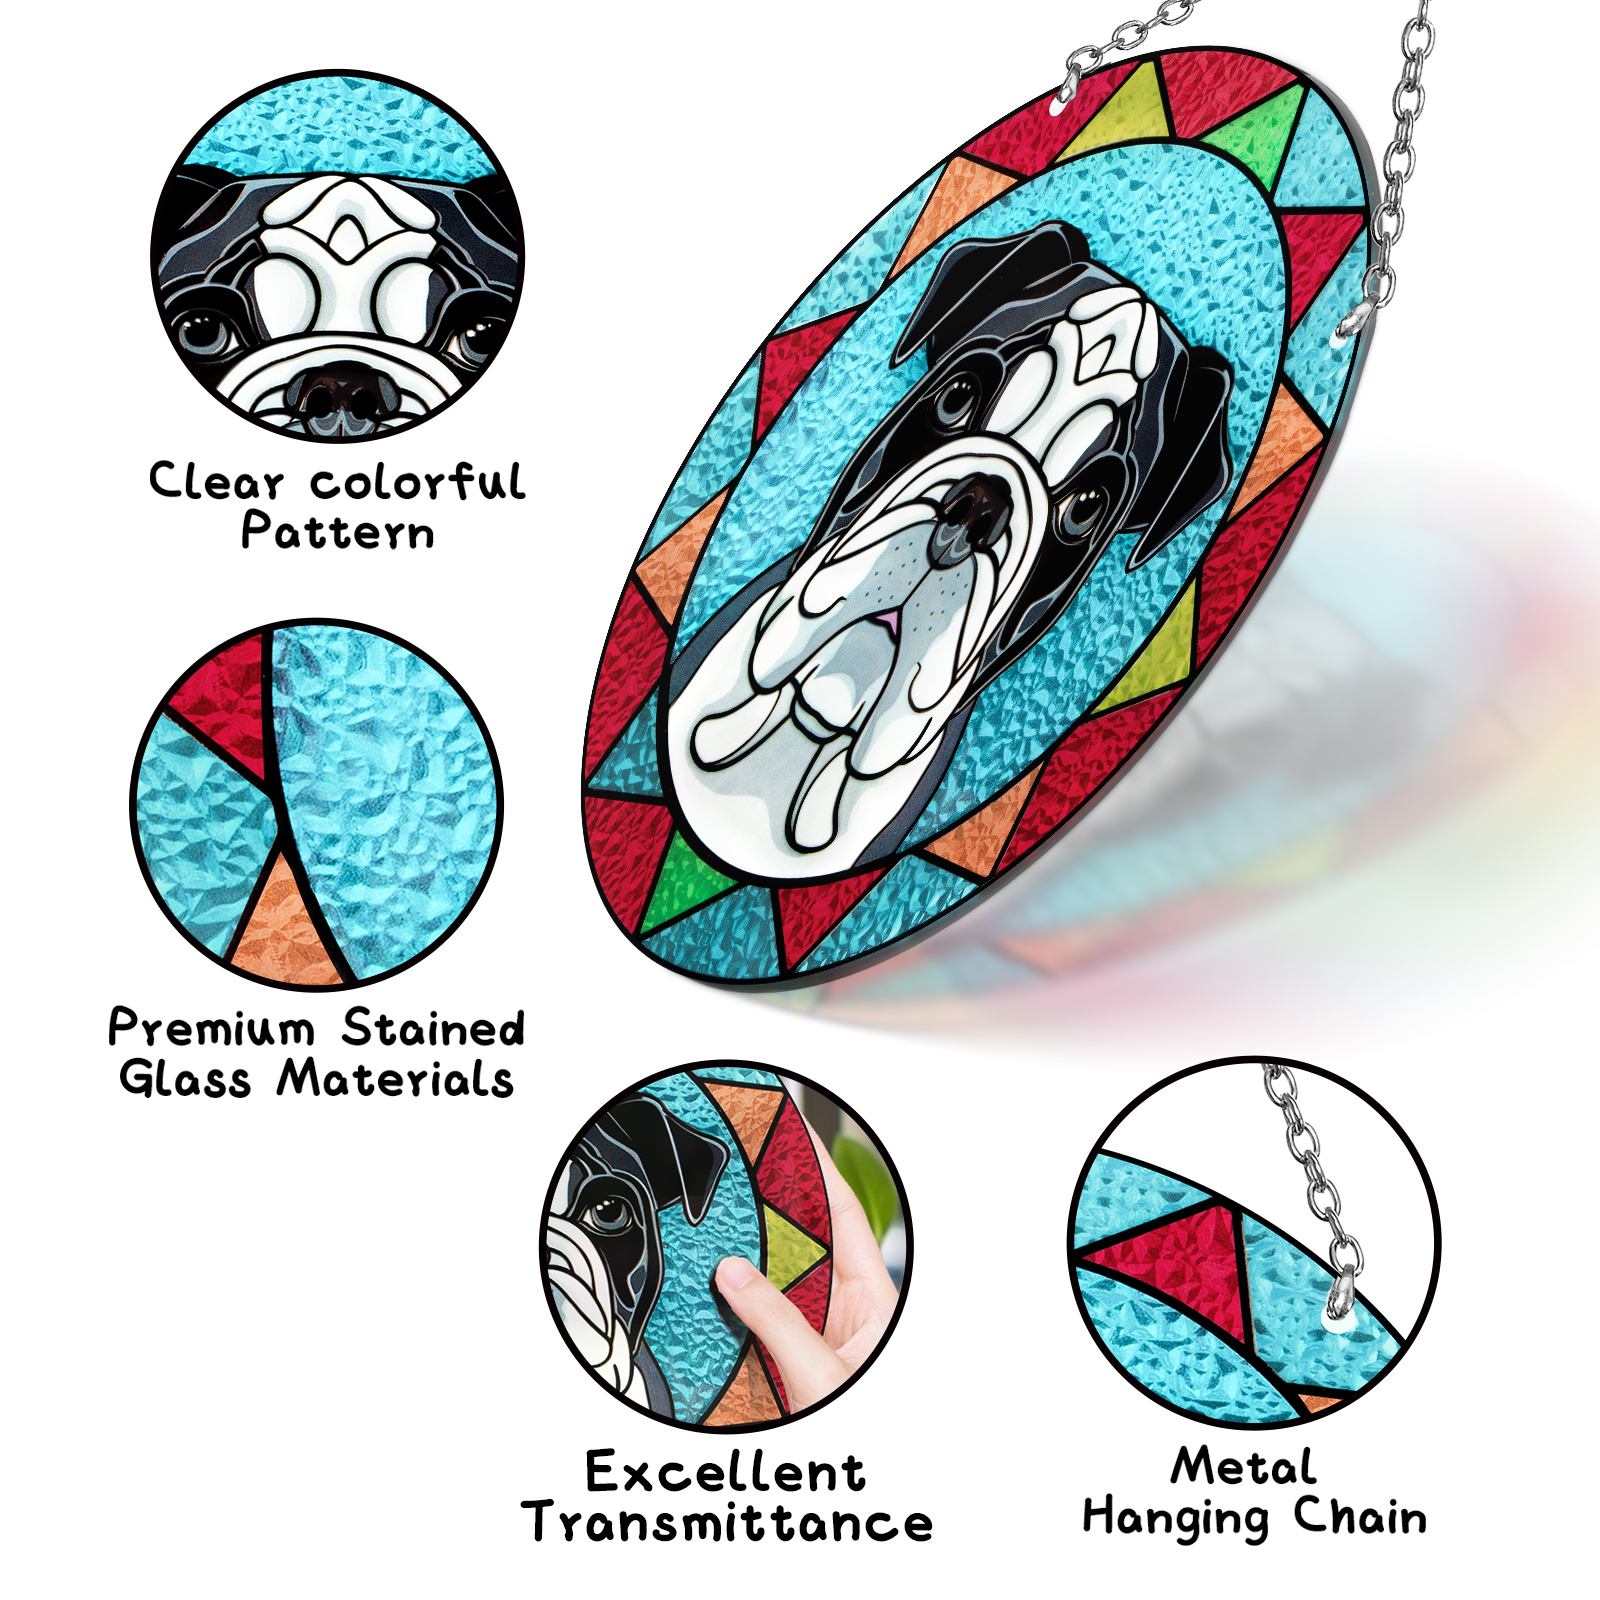 Clear colorful
Pattern
Premium Stained
Glass Materials
Excellent
Transmittance
Metal
Hanging Chain